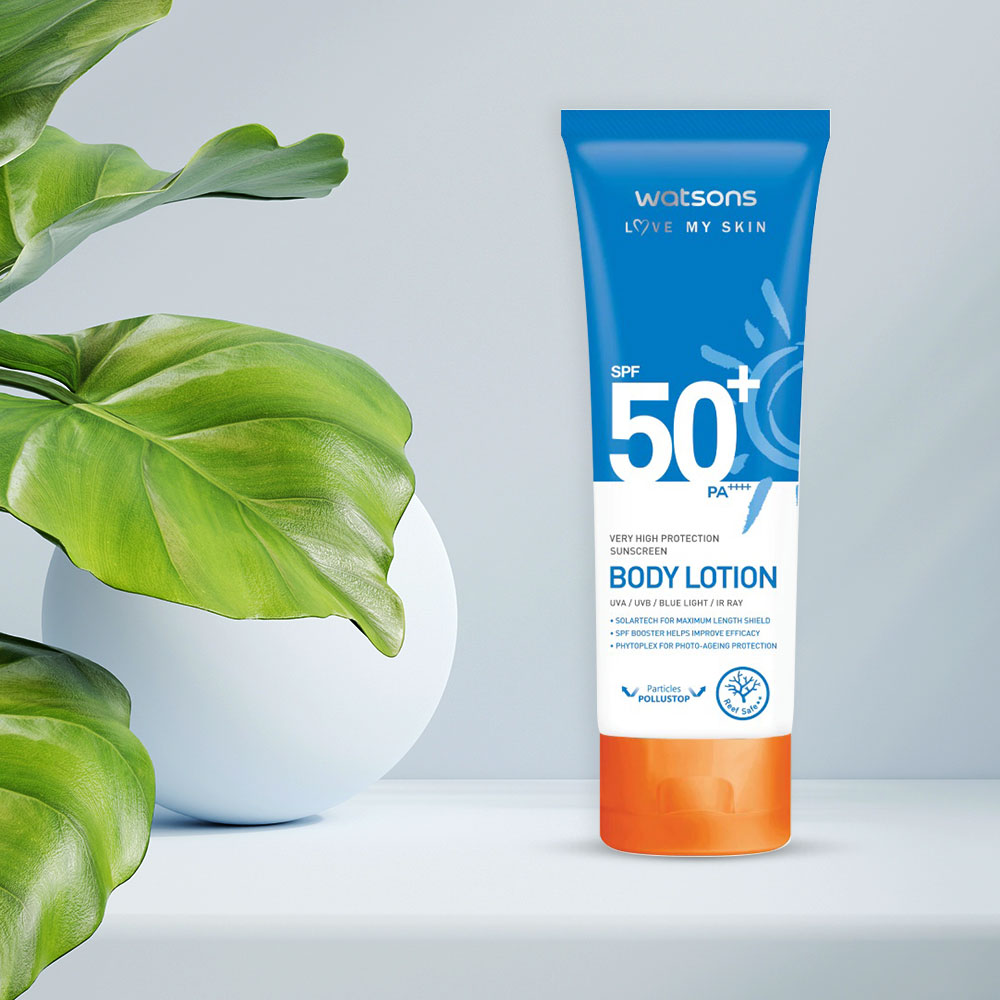 watsons
LOVE MY SKIN
SPF
50+
PA++++
VERY HIGH PROTECTION
SUNSCREEN
BODY LOTION
UVA / UVB / BLUE LIGHT / IR RAY
• SOLARTECH FOR MAXIMUM LENGTH SHIELD
• SPF BOOSTER HELPS IMPROVE EFFICACY
• PHYTOPLEX FOR PHOTO-AGEING PROTECTION
Particles
POLLUSTOP
Reef Safe**